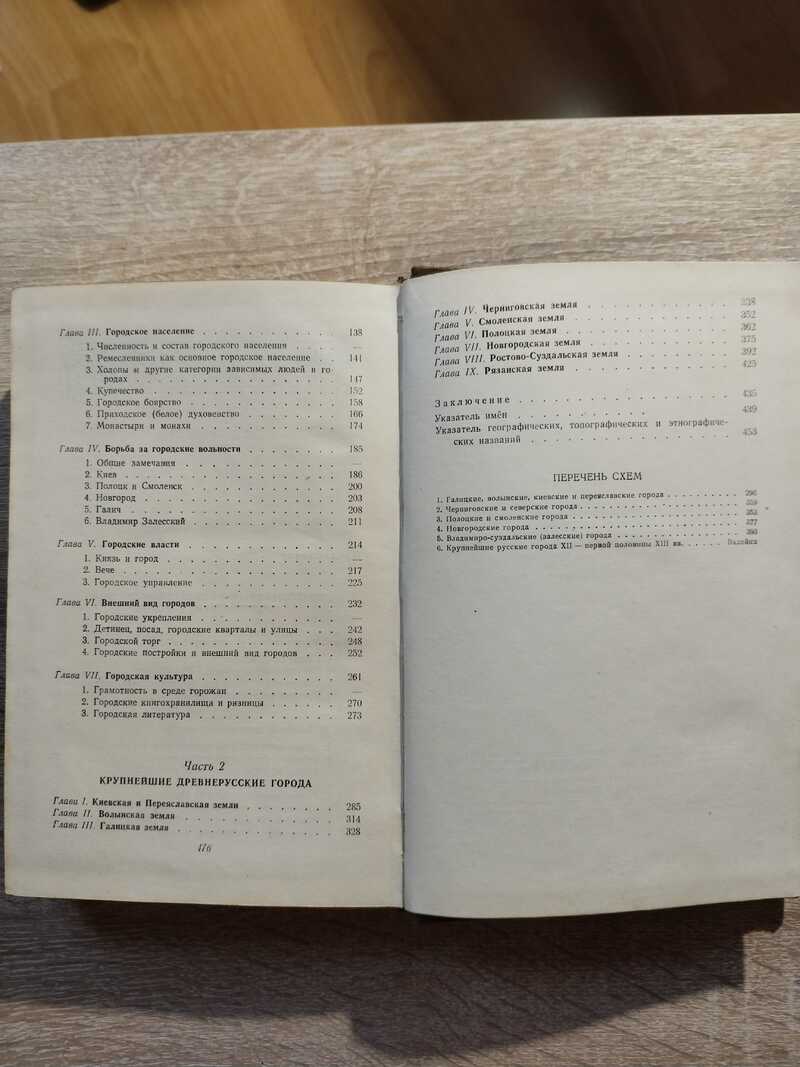 Глава III. Городское население . . . . . . . . . . . 138
1. Численность и состав городского населения . . . . —
2. Ремесленники как основное городское население . . 141
3. Холопы и другие категории зависимых людей и го
родах . . . . . . . . . . . . . . . . 147
4. Купечество . . . . . . . . . . . . . . 152
5. Городское боярство . . . . . . . . . . . 158
6. Приходское (белое) духовенство . . . . . . . 166
7. Монастыри и монахи . . . . . . . . . . . 174
Глава IV. Борьба за городские вольности . . . . . . . 185
1. Общие замечания . . . . . . . . . . . . —
2. Киев . . . . . . . . . . . . . . . . 186
3. Полоцк и Смоленск . . . . . . . . . . . 200
4. Новгород . . . . . . . . . . . . . . 203
5. Галич . . . . . . . . . . . . . . . 208
6. Владимир Залесский . . . . . . . . . . . 211
Глава V. Городские власти . . . . . . . . . . . . 214
1. Князь и город . . . . . . . . . . . . . —
2. Вече . . . . . . . . . . . . . . . . 217
3. Городское управление . . . . . . . . . . 225
Глава VI. Внешний вид городов . . . . . . . . . . . 232
1. Городские укрепления . . . . . . . . . . —
2. Детинец, посад, городские кварталы и улицы . . . 242
3. Городской торг . . . . . . . . . . . . . 248
4. Городские постройки и внешний вид городов . . . 252
Глава VII. Городская культура . . . . . . . . . . . 261
1. Грамотность в среде горожан . . . . . . . . —
2. Городские книгохранилища и ризницы . . . . . . 270
3. Городская литература . . . . . . . . . . 273
Часть 2
КРУПНЕЙШИЕ ДРЕВНЕРУССКИЕ ГОРОДА
Глава I. Киевская и Переяславская земли . . . . . . . 285
Глава II. Волынская земля . . . . . . . . . . . . 314
Глава III. Галицкая земля . . . . . . . . . . . . 328
476
Глава IV. Черниговская земля . . . . . . . . . . . 338
Глава V. Смоленская земля . . . . . . . . . . . . 352
Глава VI. Полоцкая земля . . . . . . . . . . . . 362
Глава VII. Новгородская земля . . . . . . . . . . . 375
Глава VIII. Ростово-Суздальская земля . . . . . . . . 392
Глава IX. Рязанская земля . . . . . . . . . . . . 425
Заключение . . . . . . . . . . . . . . . 435
Указатель имён . . . . . . . . . . 439
Указатель географических, топографических и этнографиче-
ских названий . . . . . . . . . . . . . . 453
ПЕРЕЧЕНЬ СХЕМ
1. Галицкие, волынские, киевские и переяславские города . . . . . . . . 296
2. Черниговские и северские города . . . . . . . . . . . . . . 339
3. Полоцкие и смоленские города . . . . . . . . . . . . . . . 353
4. Новгородские города . . . . . . . . . . . . . . . . . . 377
5. Владимиро-суздальские (залесские) города . . . . . . . . . . . 393
6. Крупнейшие русские города XII — первой половины XIII вв. . . . . . Вклейка